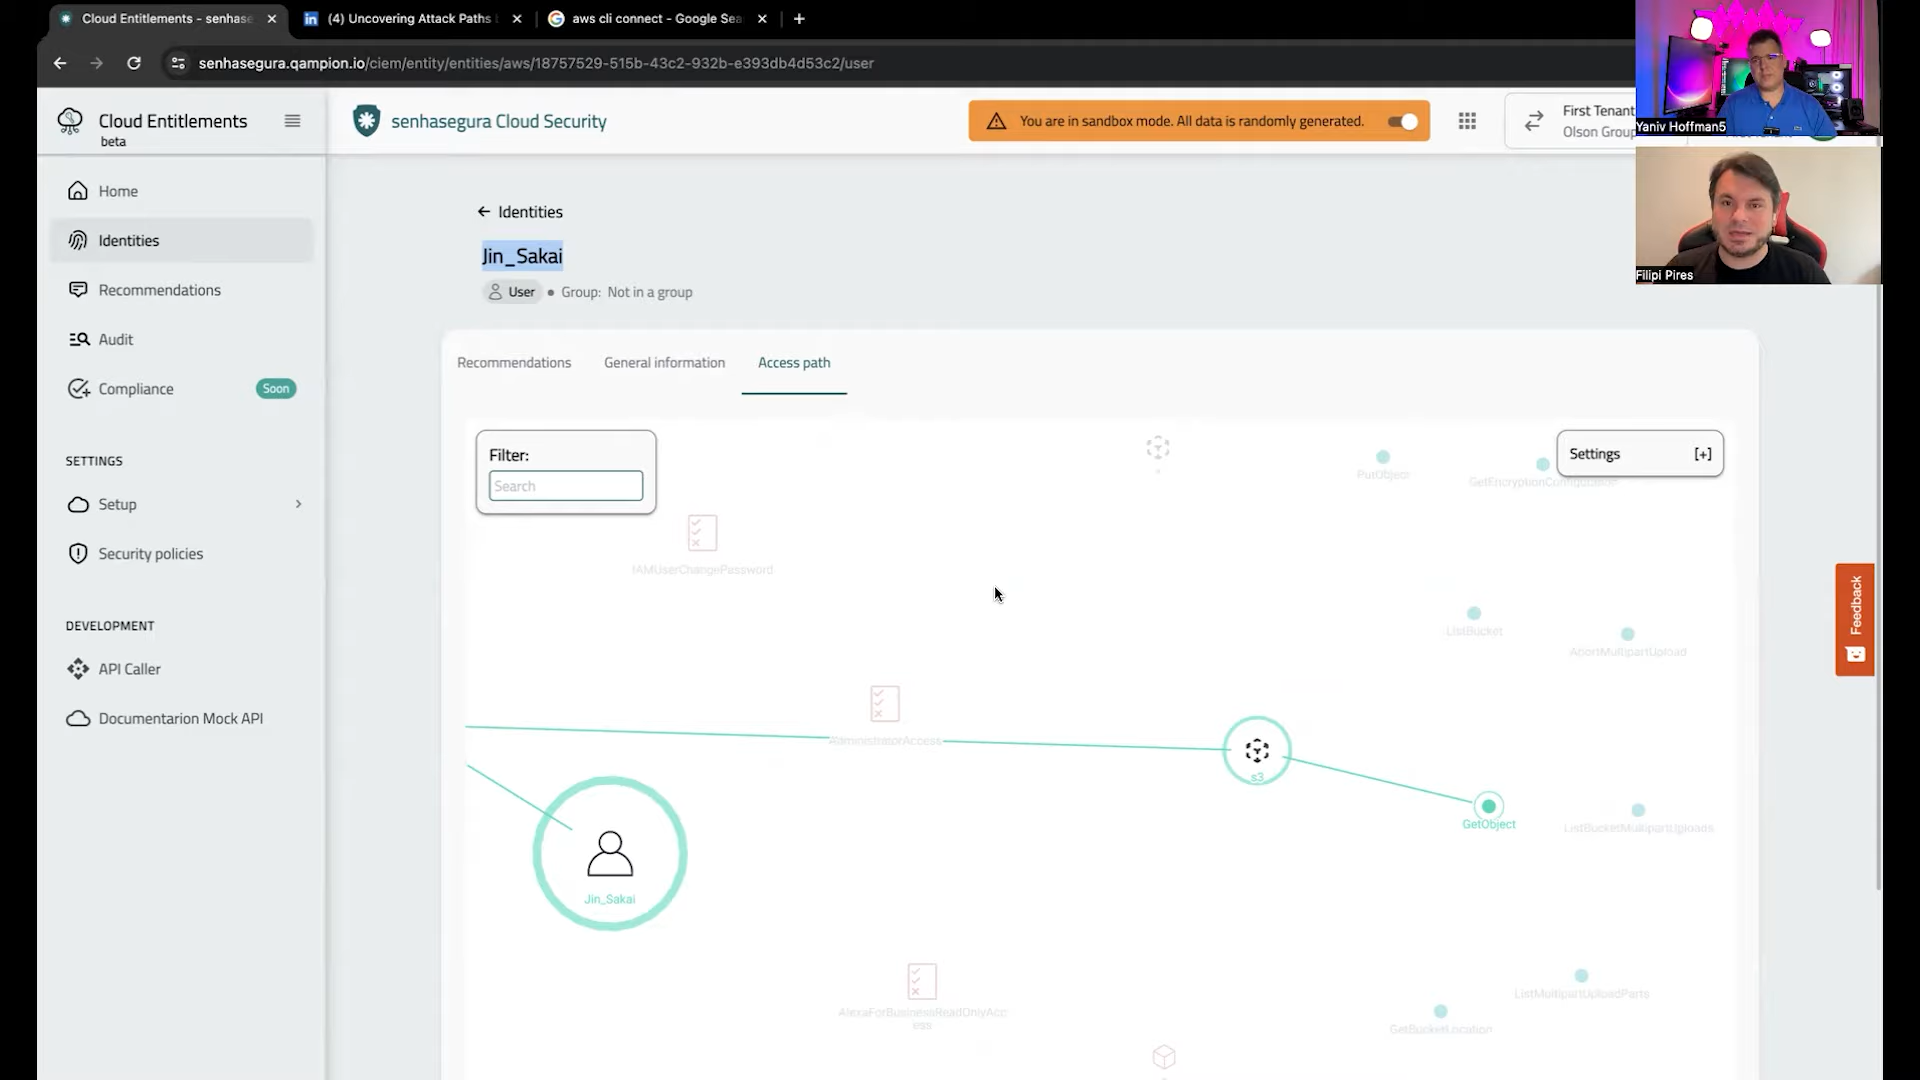 Cloud Entitlements - senhase
(4) Uncovering Attack Paths
aws cli connect - Google Sea
senhasegura.qampion.io/ciem/entity/entities/aws/18757529-515b-43c2-932b-e393db4d53c2/user
Yaniv Hoffman5
Filipi Pires
Cloud Entitlements
beta
senhasegura Cloud Security
You are in sandbox mode. All data is randomly generated.
First Tenant
Olson Group
Home
Identities
Recommendations
Audit
Compliance
Soon
SETTINGS
Setup
Security policies
DEVELOPMENT
API Caller
Documentarion Mock API
Identities
Jin_Sakai
User
Group: Not in a group
Recommendations
General information
Access path
Filter:
Search
Settings [+]
PutObject
GetEncryptionConfiguration
IAMUserChangePassword
ListBucket
AbortMultipartUpload
AdministratorAccess
s3
GetObject
ListBucketMultipartUploads
Jin_Sakai
AlexaForBusinessReadOnlyAcc
ess
ListMultipartUploadParts
GetBucketLocation
Feedback